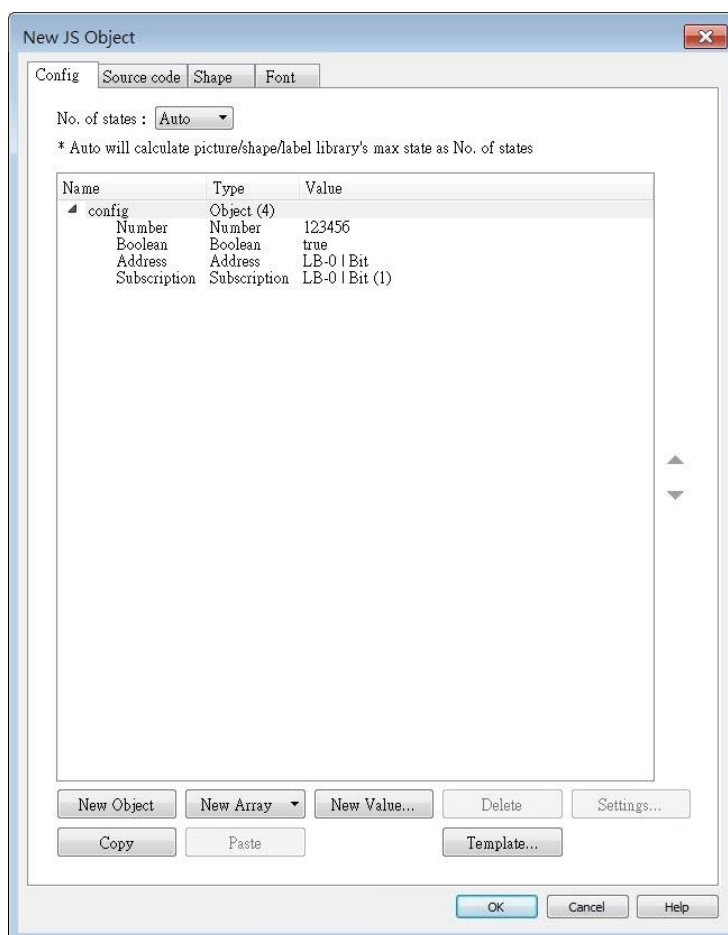 New JS Object
Config Source code Shape Font
No. of states : Auto
* Auto will calculate picture/shape/label library's max state as No. of states
Name Type Value
config Object (4)
Number Number 123456
Boolean Boolean true
Address Address LB-0 | Bit
Subscription Subscription LB-0 | Bit (1)
New Object New Array New Value... Delete Settings...
Copy Paste Template...
OK Cancel Help